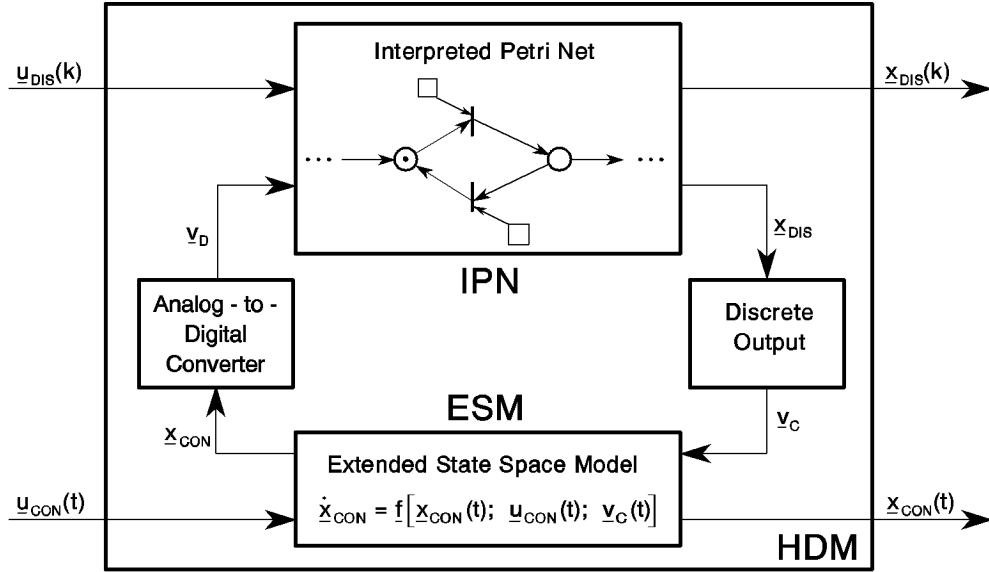 Interpreted Petri Net
u_DIS(k)
x_DIS(k)
... ...
v_D
x_DIS
IPN
Analog - to -
Digital
Converter
Discrete
Output
ESM
x_CON
v_C
Extended State Space Model
ẋ_CON = f[x_CON(t); u_CON(t); v_C(t)]
u_CON(t)
x_CON(t)
HDM